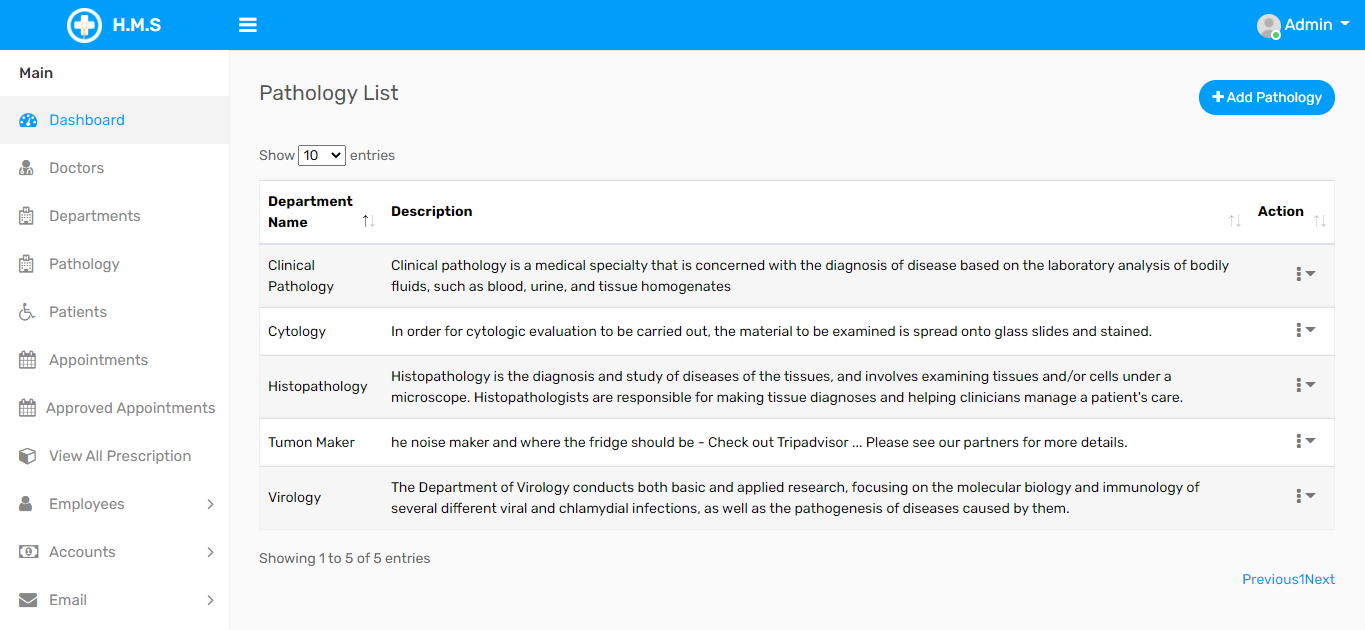 H.M.S
Admin
Main
Dashboard
Doctors
Departments
Pathology
Patients
Appointments
Approved Appointments
View All Prescription
Employees
Accounts
Email
Pathology List
Add Pathology
Show 10 entries
Department
Name
Description
Action
Clinical
Pathology
Clinical pathology is a medical specialty that is concerned with the diagnosis of disease based on the laboratory analysis of bodily
fluids, such as blood, urine, and tissue homogenates
Cytology
In order for cytologic evaluation to be carried out, the material to be examined is spread onto glass slides and stained.
Histopathology
Histopathology is the diagnosis and study of diseases of the tissues, and involves examining tissues and/or cells under a
microscope. Histopathologists are responsible for making tissue diagnoses and helping clinicians manage a patient's care.
Tumon Maker
he noise maker and where the fridge should be - Check out Tripadvisor ... Please see our partners for more details.
Virology
The Department of Virology conducts both basic and applied research, focusing on the molecular biology and immunology of
several different viral and chlamydial infections, as well as the pathogenesis of diseases caused by them.
Showing 1 to 5 of 5 entries
Previous1Next